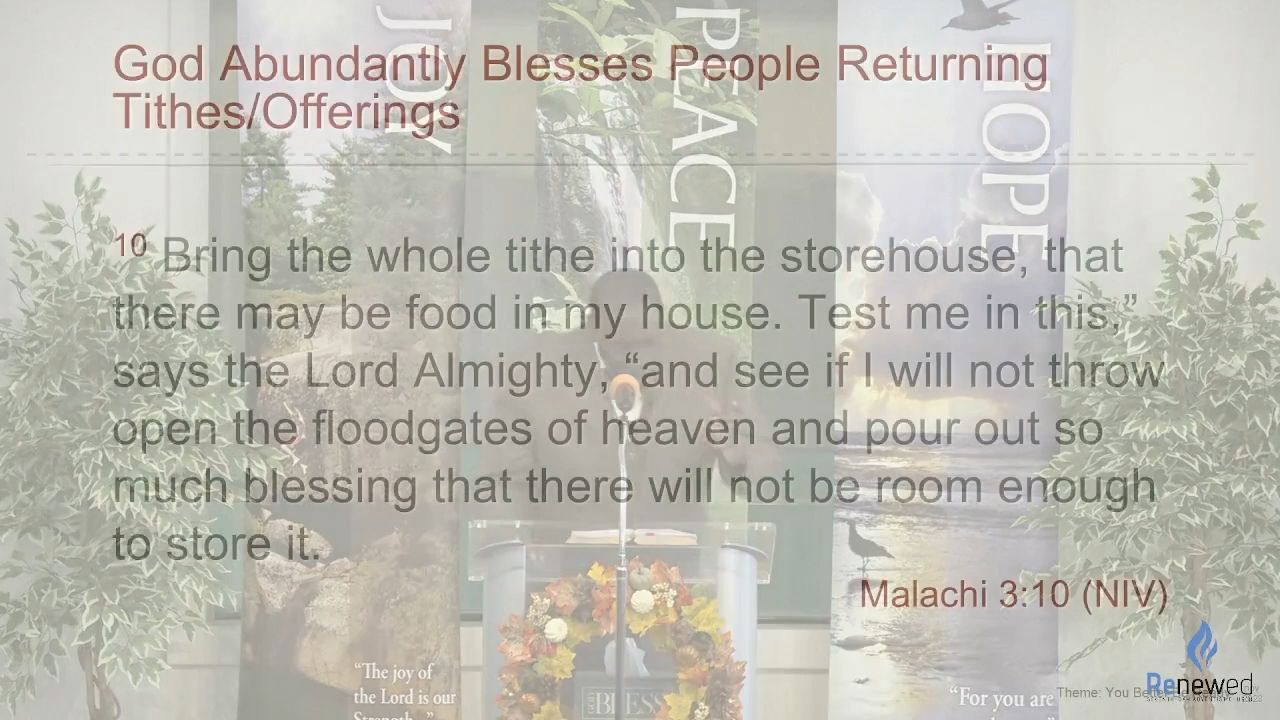 God Abundantly Blesses People Returning
Tithes/Offerings
JOY
PEACE
HOPE
10 Bring the whole tithe into the storehouse, that
there may be food in my house. Test me in this,”
says the Lord Almighty, “and see if I will not throw
open the floodgates of heaven and pour out so
much blessing that there will not be room enough
to store it.
Malachi 3:10 (NIV)
“The joy of
the Lord is our
Strength.”
BLESS
“For you are
Theme: You
Renewed